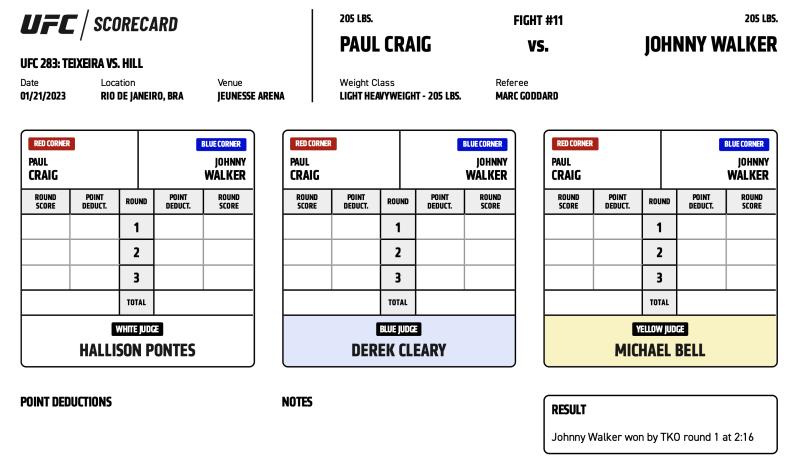 UFC SCORECARD
UFC 283: TEIXEIRA VS. HILL
Date Location Venue
01/21/2023 RIO DE JANEIRO, BRA JEUNESSE ARENA
205 LBS. FIGHT #11 205 LBS.
PAUL CRAIG VS. JOHNNY WALKER
Weight Class Referee
LIGHT HEAVYWEIGHT - 205 LBS. MARC GODDARD
RED CORNER BLUE CORNER
PAUL JOHNNY
CRAIG WALKER
ROUND POINT ROUND POINT ROUND
SCORE DEDUCT. DEDUCT. SCORE
1
2
3
TOTAL
WHITE JUDGE
HALLISON PONTES
RED CORNER BLUE CORNER
PAUL JOHNNY
CRAIG WALKER
ROUND POINT ROUND POINT ROUND
SCORE DEDUCT. DEDUCT. SCORE
1
2
3
TOTAL
BLUE JUDGE
DEREK CLEARY
RED CORNER BLUE CORNER
PAUL JOHNNY
CRAIG WALKER
ROUND POINT ROUND POINT ROUND
SCORE DEDUCT. DEDUCT. SCORE
1
2
3
TOTAL
YELLOW JUDGE
MICHAEL BELL
POINT DEDUCTIONS
NOTES
RESULT
Johnny Walker won by TKO round 1 at 2:16